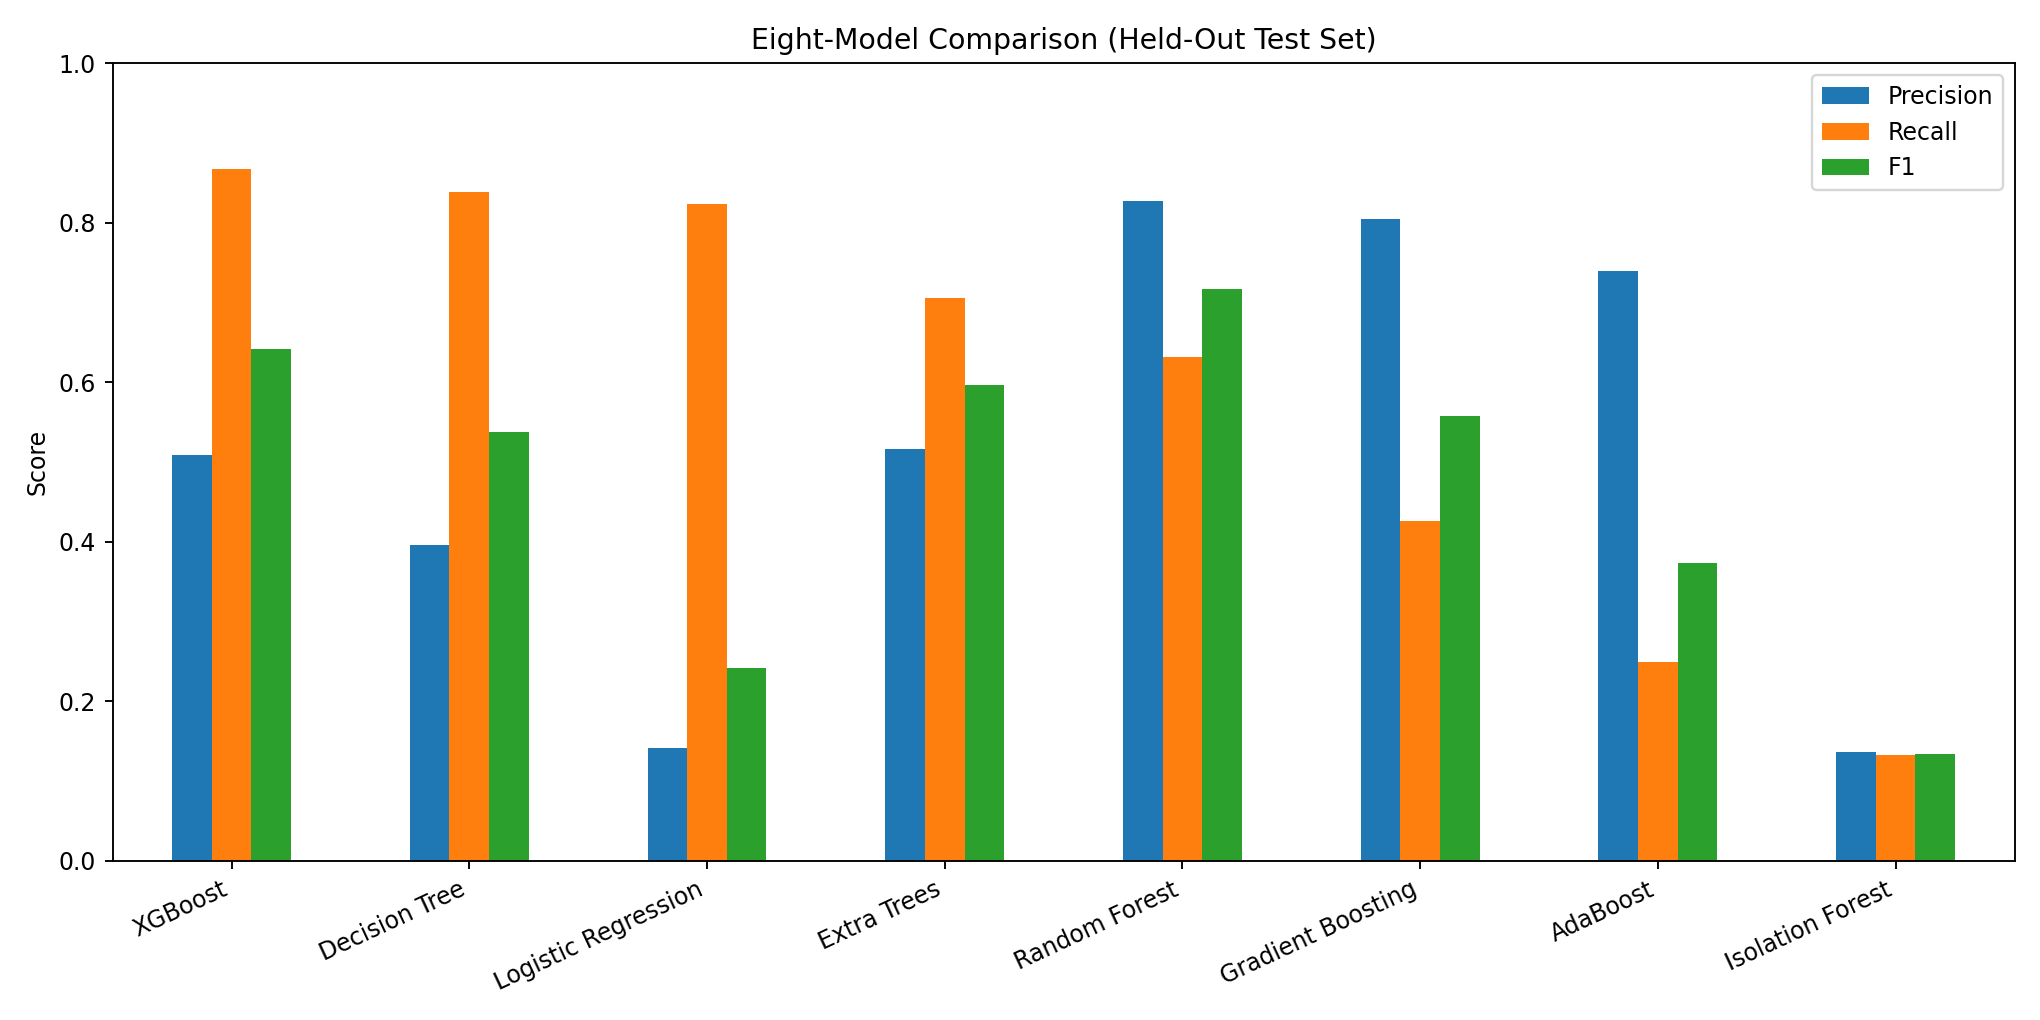 Eight-Model Comparison (Held-Out Test Set)
Precision
Recall
F1
Score
1.0
0.8
0.6
0.4
0.2
0.0
XGBoost
Decision Tree
Logistic Regression
Extra Trees
Random Forest
Gradient Boosting
AdaBoost
Isolation Forest